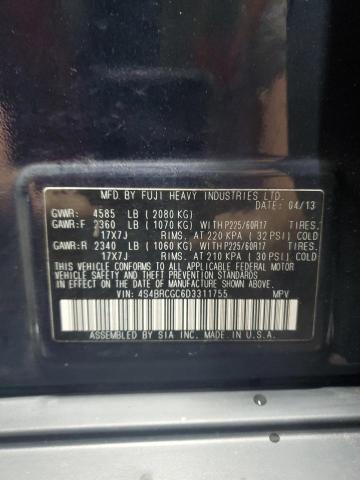 MFD. BY FUJI HEAVY INDUSTRIES LTD.
DATE: 04/13
GVWR: 4585 LB ( 2080 KG)
GAWR:F 2360 LB ( 1070 KG) WITH P225/60R17 TIRES.
17X7J RIMS. AT 220 KPA ( 32 PSI) COLD
GAWR:R 2340 LB ( 1060 KG) WITH P225/60R17 TIRES.
17X7J RIMS. AT 210 KPA ( 30 PSI) COLD
THIS VEHICLE CONFORMS TO ALL APPLICABLE FEDERAL MOTOR
VEHICLE SAFETY AND THEFT PREVENTION STANDARDS IN
EFFECT ON THE DATE OF MANUFACTURE SHOWN ABOVE.
VIN: 4S4BRCGC6D3311755 MPV
ASSEMBLED BY SIA INC. IN U.S.A.